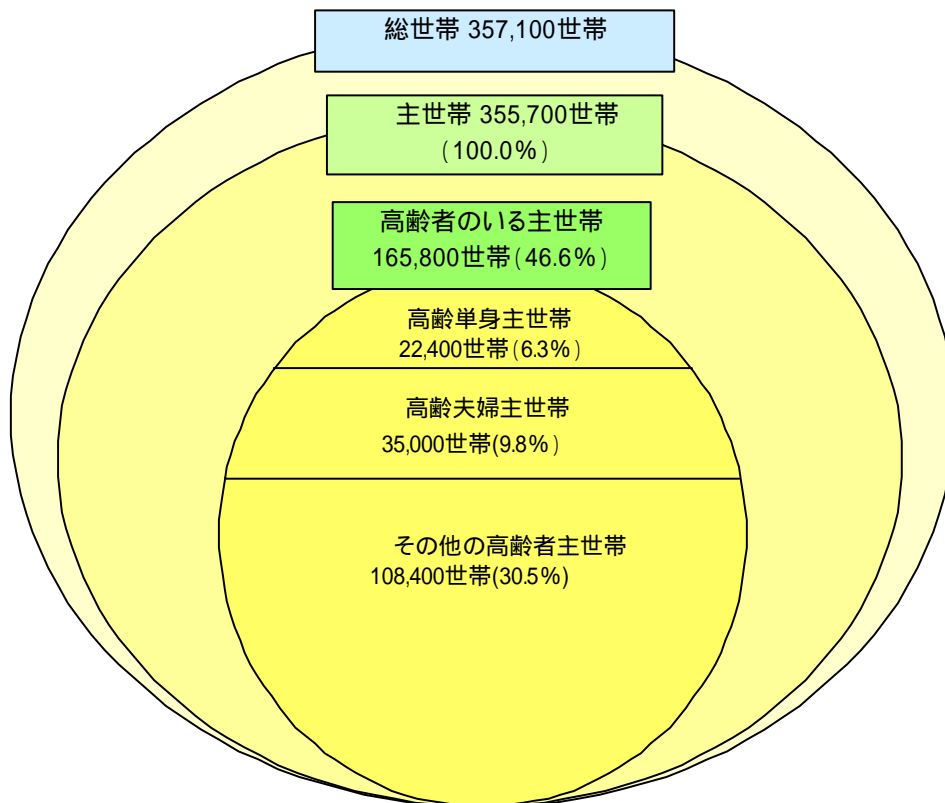 総世帯 357,100世帯
主世帯 355,700世帯
(100.0%)
高齢者のいる主世帯
165,800世帯(46.6%)
高齢単身主世帯
22,400世帯(6.3%)
高齢夫婦主世帯
35,000世帯(9.8%)
その他の高齢者主世帯
108,400世帯(30.5%)